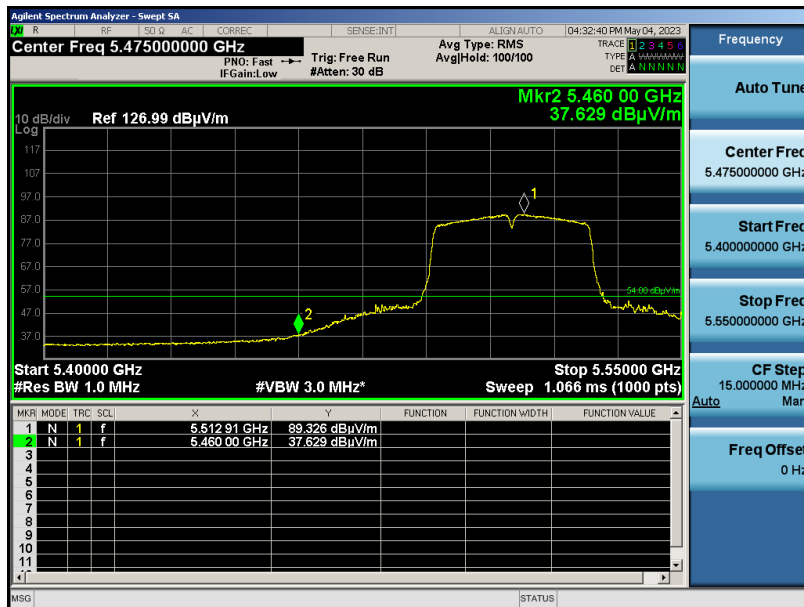 Agilent Spectrum Analyzer - Swept SA
LXI R RF 50 Ω AC CORREC SENSE:INT ALIGN AUTO 04:32:40 PM May 04, 2023
Center Freq 5.475000000 GHz
PNO: Fast
IFGain:Low
Trig: Free Run
#Atten: 30 dB
Avg Type: RMS
Avg|Hold: 100/100
TRACE 1 2 3 4 5 6
TYPE A WWWWWW
DET A N N N N N
Mkr2 5.460 00 GHz
37.629 dBµV/m
10 dB/div Ref 126.99 dBµV/m
Log
117
107
97.0
87.0
77.0
67.0
57.0
47.0
37.0
1
2
54.00 dBµV/m
Start 5.40000 GHz Stop 5.55000 GHz
#Res BW 1.0 MHz #VBW 3.0 MHz* Sweep 1.066 ms (1000 pts)
MKR MODE TRC SCL X Y FUNCTION FUNCTION WIDTH FUNCTION VALUE
1 N 1 f 5.512 91 GHz 89.326 dBµV/m
2 N 1 f 5.460 00 GHz 37.629 dBµV/m
3
4
5
6
7
8
9
10
11
MSG STATUS
Frequency
Auto Tune
Center Freq
5.475000000 GHz
Start Freq
5.400000000 GHz
Stop Freq
5.550000000 GHz
CF Step
15.000000 MHz
Auto Man
Freq Offset
0 Hz